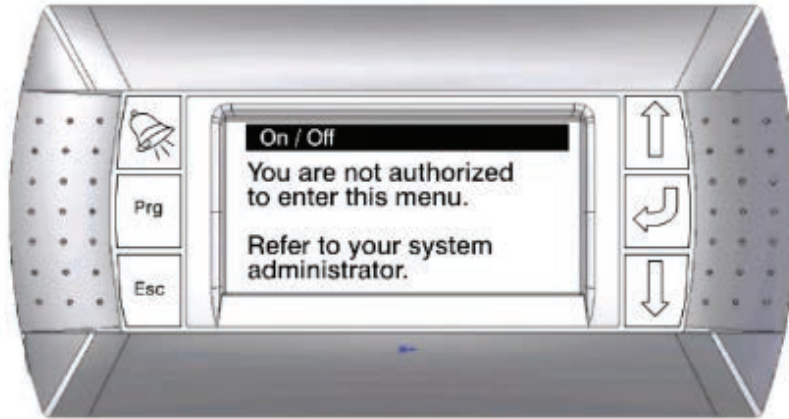 On / Off
You are not authorized
to enter this menu.
Refer to your system
administrator.
Prg
Esc